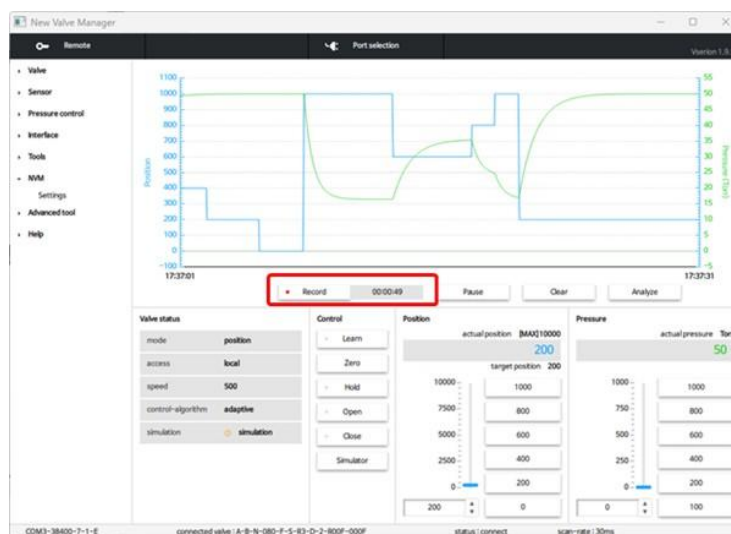 New Valve Manager
Remote
Port selection
Vserion 1.9
Valve
Sensor
Pressure control
Interface
Tools
NVM
Settings
Advanced tool
Help
Position
1100
1000
900
800
700
600
500
400
300
200
100
0
-100
55
50
45
40
35
30
25
20
15
10
5
0
-5
Pressure (Torr)
17:37:01
17:37:31
Record 00:00:49 Pause Clear Analyze
Valve status
mode position
access local
speed 500
control-algorithm adaptive
simulation simulation
Control
Learn
Zero
Hold
Open
Close
Simulator
Position
actual position [MAX]10000
200
target position 200
10000
7500
5000
2500
0
1000
800
600
400
200
0
200
Pressure
actual pressure Torr
50
1000
750
500
250
0
1000
800
600
400
200
100
0
COM3-38400-7-1-E connected valve : A-B-N-080-F-S-R3-D-2-800F-000F status : connect scan-rate : 30ms